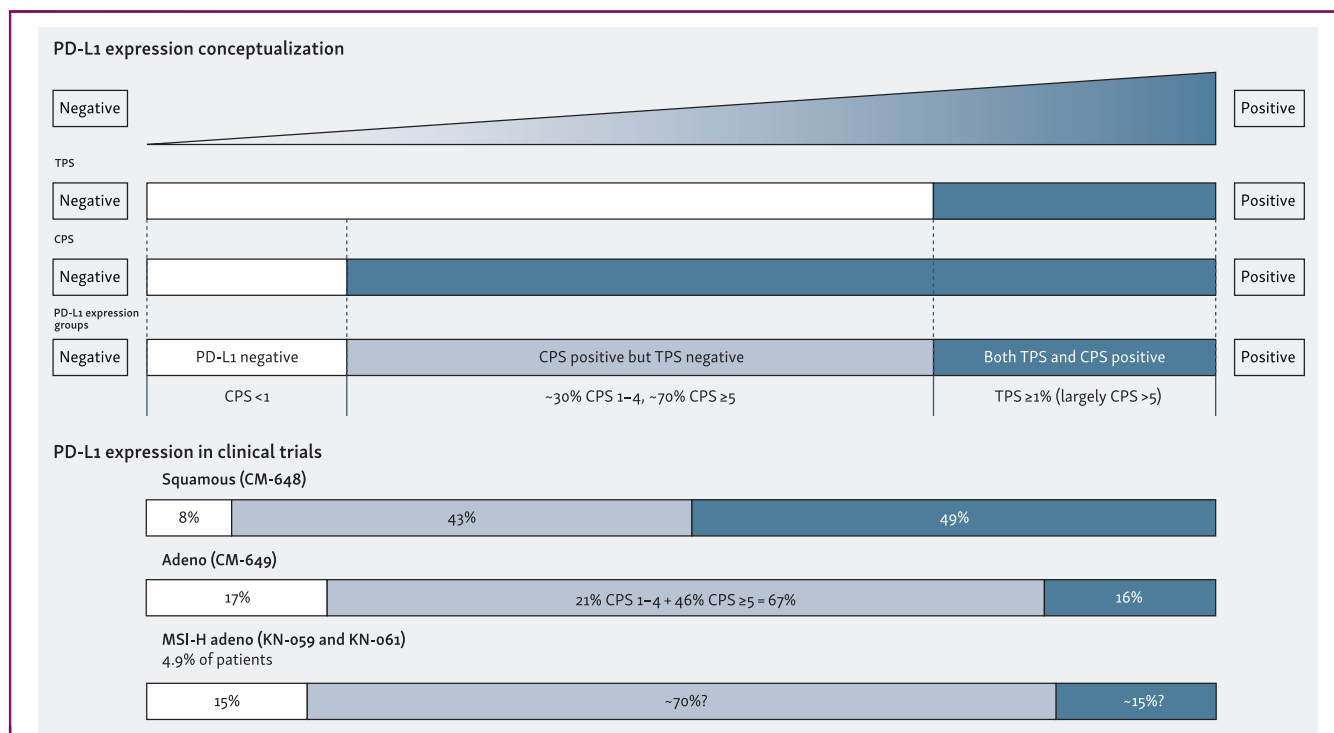 PD-L1 expression conceptualization
Negative
Positive
TPS
Negative
Positive
CPS
Negative
Positive
PD-L1 expression
groups
Negative
PD-L1 negative
CPS positive but TPS negative
Both TPS and CPS positive
Positive
CPS <1
~30% CPS 1–4, ~70% CPS ≥5
TPS ≥1% (largely CPS >5)
PD-L1 expression in clinical trials
Squamous (CM-648)
8%
43%
49%
Adeno (CM-649)
17%
21% CPS 1–4 + 46% CPS ≥5 = 67%
16%
MSI-H adeno (KN-059 and KN-061)
4.9% of patients
15%
~70%?
~15%?